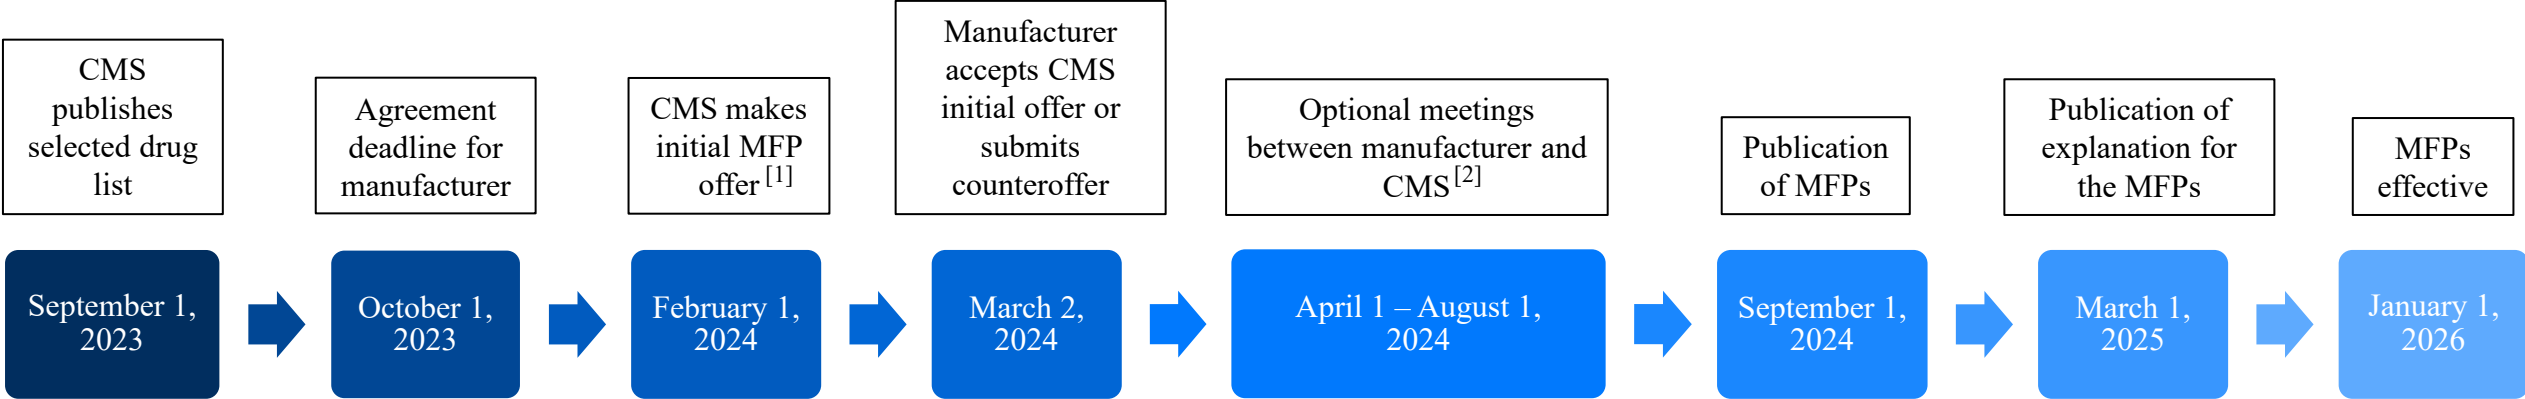 CMS
publishes
selected drug
list
Agreement
deadline for
manufacturer
CMS makes
initial MFP
offer [1]
Manufacturer
accepts CMS
initial offer or
submits
counteroffer
Optional meetings
between manufacturer and
CMS [2]
Publication
of MFPs
Publication of
explanation for
the MFPs
MFPs
effective
September 1,
2023
October 1,
2023
February 1,
2024
March 2,
2024
April 1 – August 1,
2024
September 1,
2024
March 1,
2025
January 1,
2026